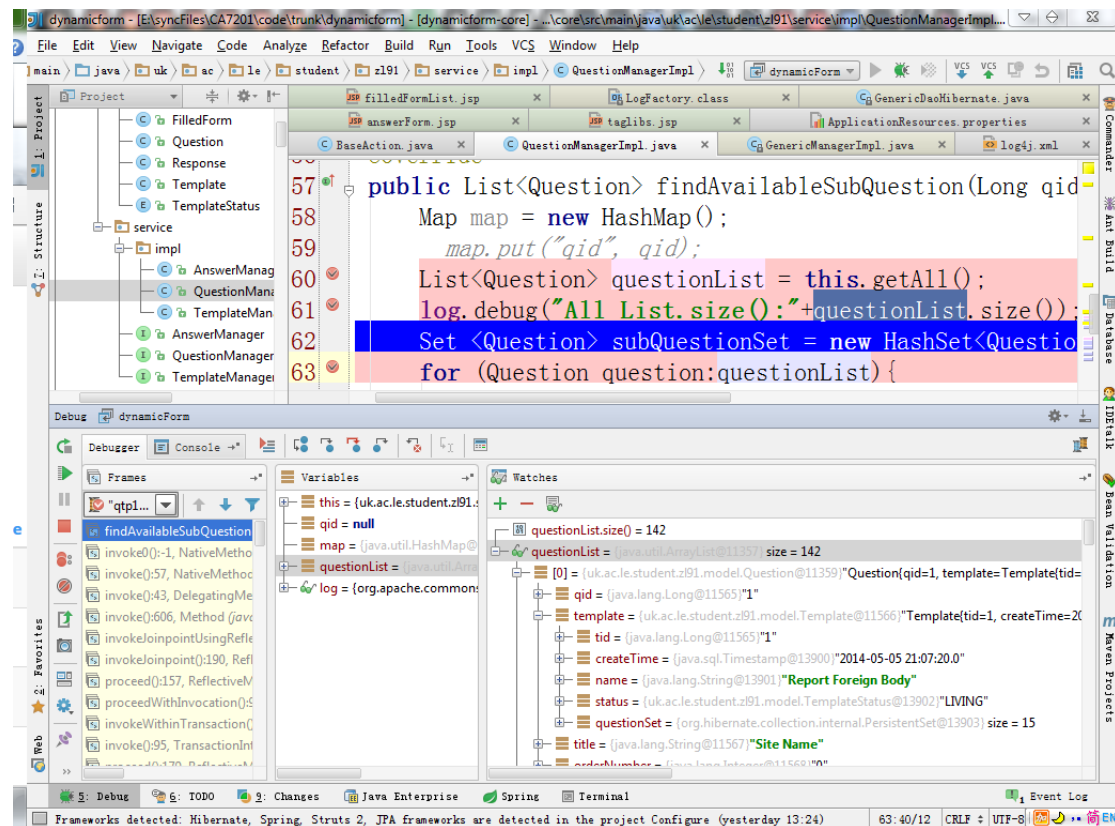 dynamicform - [E:\syncFiles\CA7201\code\trunk\dynamicform] - [dynamicform-core] - ...\core\src\main\java\uk\ac\le\student\zl91\service\impl\QuestionManagerImpl....
File Edit View Navigate Code Analyze Refactor Build Run Tools VCS Window Help
main java uk ac le student zl91 service impl QuestionManagerImpl dynamicForm VCS VCS
Project
filledFormList.jsp LogFactory.class GenericDaoHibernate.java
answerForm.jsp taglibs.jsp ApplicationResources.properties
BaseAction.java QuestionManagerImpl.java GenericManagerImpl.java log4j.xml
1: Project
Z: Structure
FilledForm
Question
Response
Template
TemplateStatus
service
impl
AnswerManag
QuestionMana
TemplateMan
AnswerManager
QuestionManager
TemplateManager
57 public List<Question> findAvailableSubQuestion(Long qid
58 Map map = new HashMap();
59 map.put("qid", qid);
60 List<Question> questionList = this.getAll();
61 log.debug("All List.size():"+questionList.size());
62 Set <Question> subQuestionSet = new HashSet<Questio
63 for (Question question:questionList){
Commander
Ant Build
Database
IDEtalk
Bean Validation
Maven Projects
Debug dynamicForm
Debugger Console
Frames
"qtp1...
findAvailableSubQuestion
invoke0():-1, NativeMetho
invoke():57, NativeMethod
invoke():43, DelegatingMe
invoke():606, Method (java
invokeJoinpointUsingRefle
invokeJoinpoint():190, Refl
proceed():157, ReflectiveM
proceedWithInvocation():9
invokeWithinTransaction()
invoke():95, TransactionInt
Variables
this = {uk.ac.le.student.zl91.s
qid = null
map = {java.util.HashMap@
questionList = {java.util.Arra
log = {org.apache.common
Watches
questionList.size() = 142
questionList = {java.util.ArrayList@11357} size = 142
[0] = {uk.ac.le.student.zl91.model.Question@11359}"Question{qid=1, template=Template{tid=
qid = {java.lang.Long@11565}"1"
template = {uk.ac.le.student.zl91.model.Template@11566}"Template{tid=1, createTime=20
tid = {java.lang.Long@11565}"1"
createTime = {java.sql.Timestamp@13900}"2014-05-05 21:07:20.0"
name = {java.lang.String@13901}"Report Foreign Body"
status = {uk.ac.le.student.zl91.model.TemplateStatus@13902}"LIVING"
questionSet = {org.hibernate.collection.internal.PersistentSet@13903} size = 15
title = {java.lang.String@11567}"Site Name"
2: Favorites
Web
5: Debug 6: TODO 9: Changes Java Enterprise Spring Terminal 1 Event Log
Frameworks detected: Hibernate, Spring, Struts 2, JPA frameworks are detected in the project Configure (yesterday 13:24) 63:40/12 CRLF UTF-8 简 EN